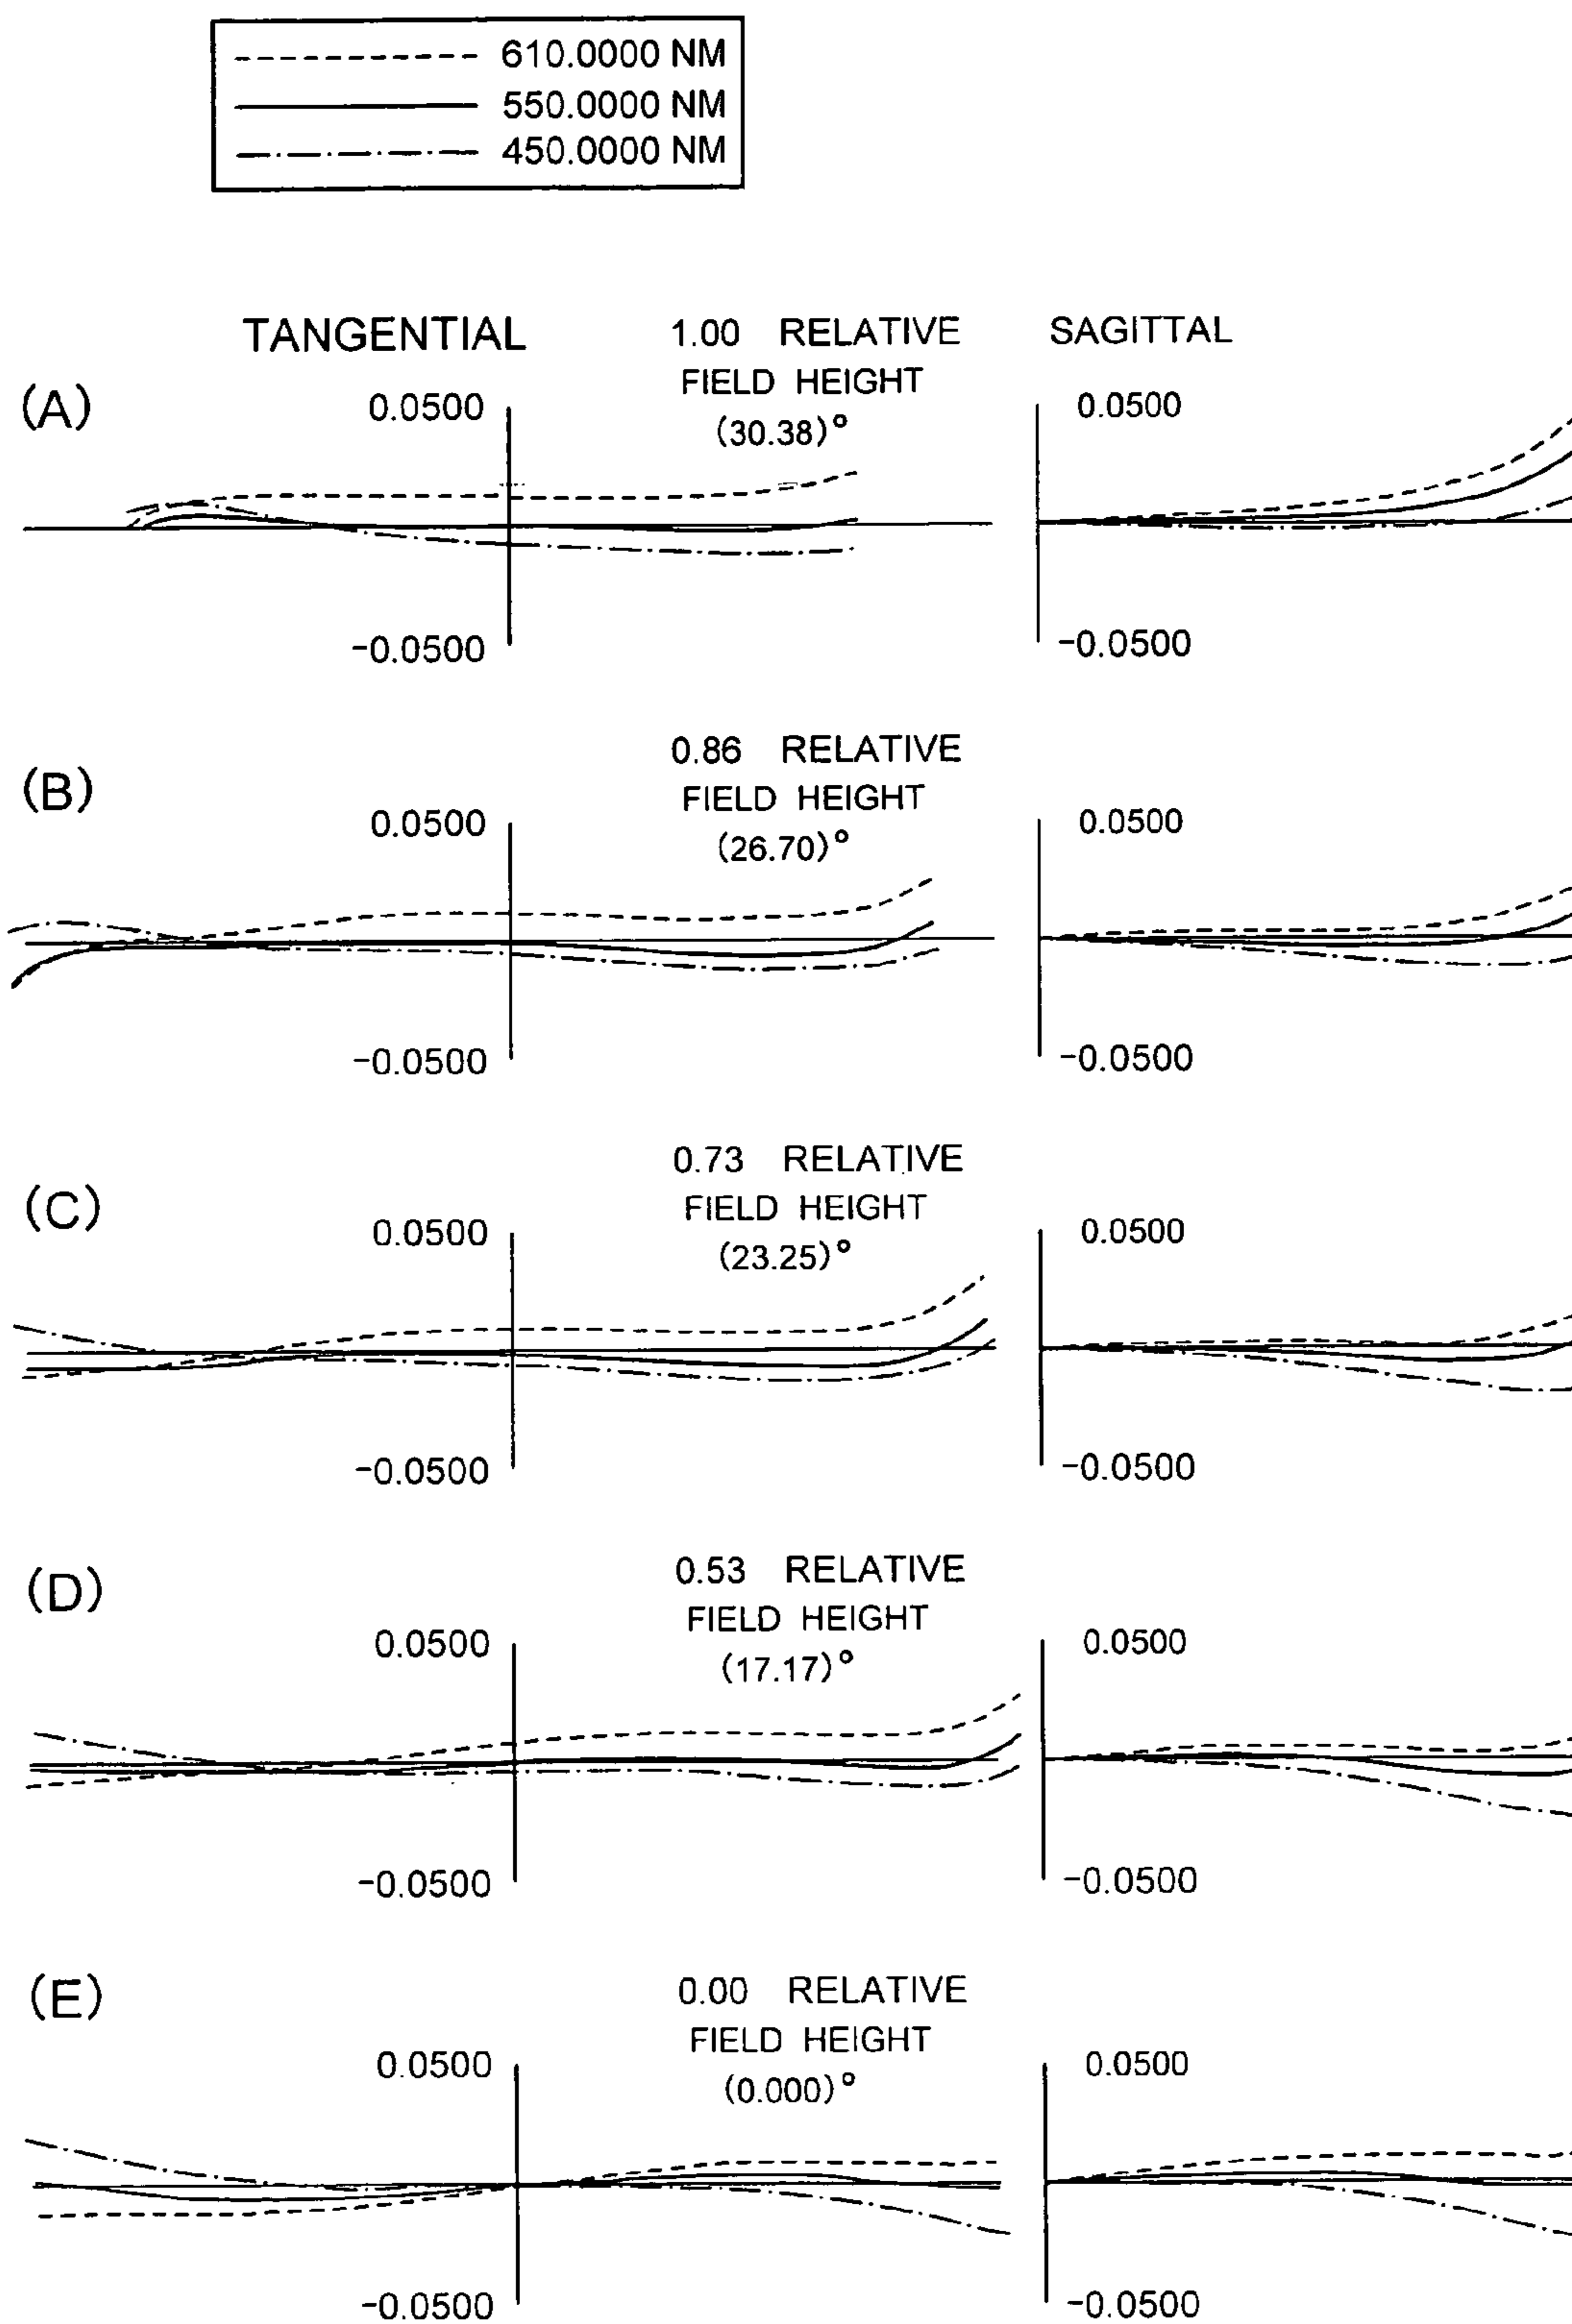 610.0000 NM
550.0000 NM
450.0000 NM
TANGENTIAL
1.00 RELATIVE
FIELD HEIGHT
(30.38)°
SAGITTAL
(A)
0.0500
0.0500
-0.0500
-0.0500
0.86 RELATIVE
FIELD HEIGHT
(26.70)°
(B)
0.0500
0.0500
-0.0500
-0.0500
0.73 RELATIVE
FIELD HEIGHT
(23.25)°
(C)
0.0500
0.0500
-0.0500
-0.0500
0.53 RELATIVE
FIELD HEIGHT
(17.17)°
(D)
0.0500
0.0500
-0.0500
-0.0500
0.00 RELATIVE
FIELD HEIGHT
(0.000)°
(E)
0.0500
0.0500
-0.0500
-0.0500